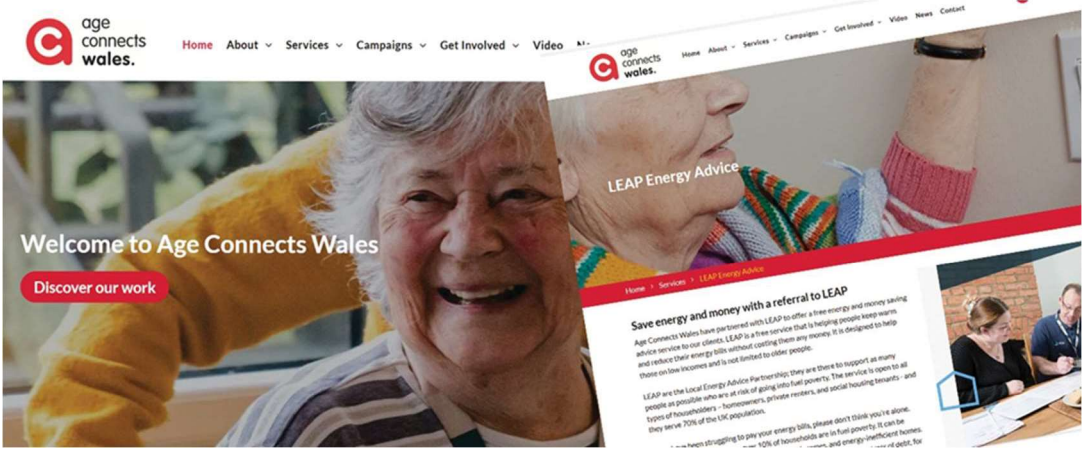 age
connects
wales.
Home About Services Campaigns Get Involved Video
Welcome to Age Connects Wales
Discover our work
age
connects
wales.
Home About Services Campaigns Get Involved Video News Contact
LEAP Energy Advice
Home > Services > LEAP Energy Advice
Save energy and money with a referral to LEAP
Age Connects Wales have partnered with LEAP to offer a free energy and money saving
advice service to our clients. LEAP is a free service that is helping people keep warm
and reduce their energy bills without costing them any money. It is designed to help
those on low incomes and is not limited to older people.
LEAP are the Local Energy Advice Partnership; they are there to support as many
people as possible who are at risk of going into fuel poverty. The service is open to all
types of householders – homeowners, private renters, and social housing tenants - and
they serve 70% of the UK population.
been struggling to pay your energy bills, please don't think you're alone.
10% of households are in fuel poverty. It can be
and energy-inefficient homes.
of debt, for